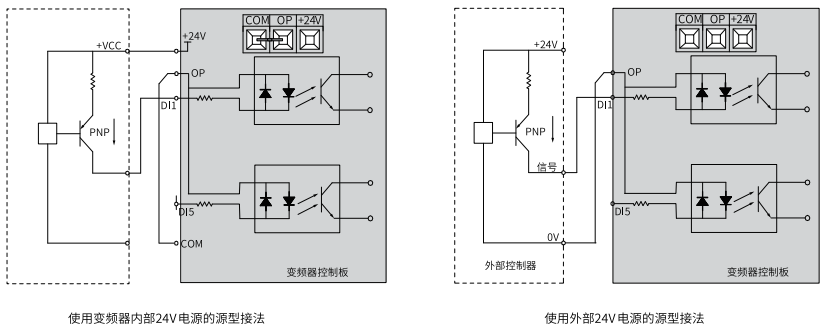 COM OP +24V
+24V
+VCC
OP
DI1
PNP
DI5
COM
变频器控制板
使用变频器内部24V电源的源型接法
COM OP +24V
+24V
OP
DI1
PNP
信号
DI5
0V
外部控制器
变频器控制板
使用外部24V电源的源型接法